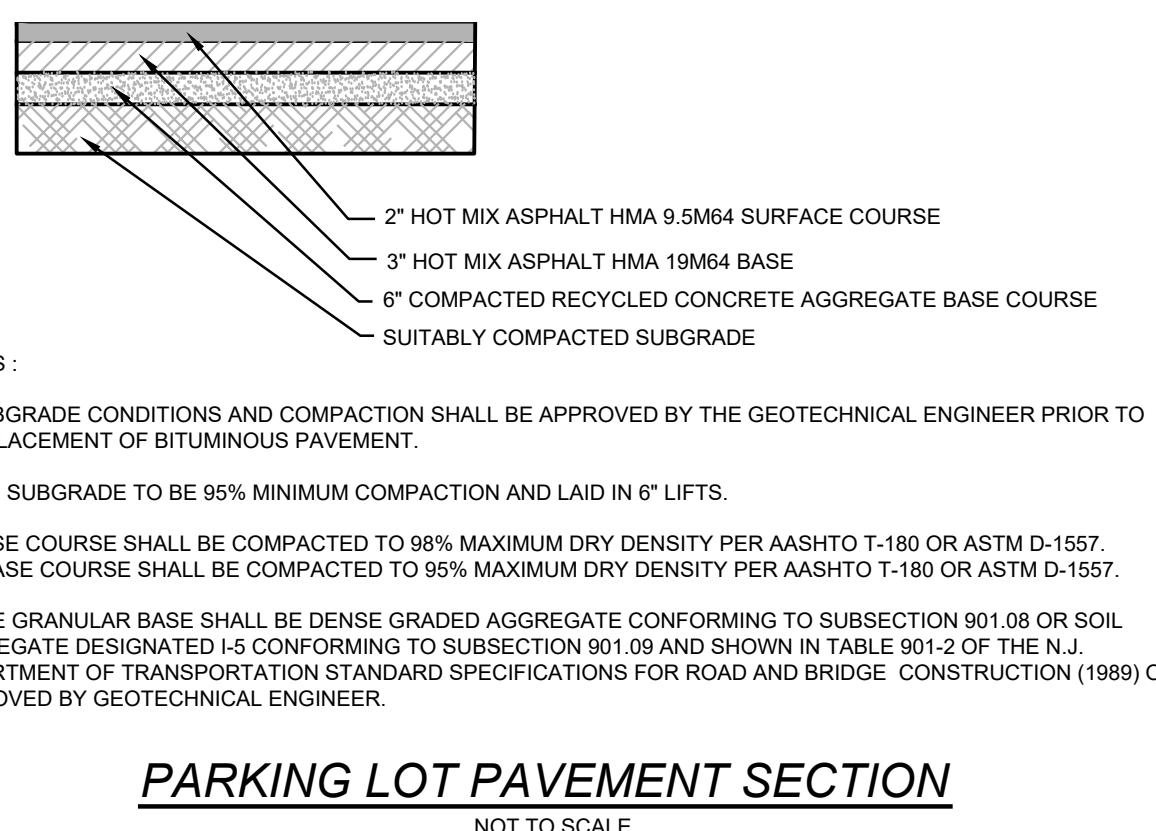 2" HOT MIX ASPHALT HMA 9.5M64 SURFACE COURSE
3" HOT MIX ASPHALT HMA 19M64 BASE
6" COMPACTED RECYCLED CONCRETE AGGREGATE BASE COURSE
SUITABLY COMPACTED SUBGRADE
S :
BGRADE CONDITIONS AND COMPACTION SHALL BE APPROVED BY THE GEOTECHNICAL ENGINEER PRIOR TO
LACEMENT OF BITUMINOUS PAVEMENT.
SUBGRADE TO BE 95% MINIMUM COMPACTION AND LAID IN 6" LIFTS.
SE COURSE SHALL BE COMPACTED TO 98% MAXIMUM DRY DENSITY PER AASHTO T-180 OR ASTM D-1557.
ASE COURSE SHALL BE COMPACTED TO 95% MAXIMUM DRY DENSITY PER AASHTO T-180 OR ASTM D-1557.
E GRANULAR BASE SHALL BE DENSE GRADED AGGREGATE CONFORMING TO SUBSECTION 901.08 OR SOIL
EGATE DESIGNATED I-5 CONFORMING TO SUBSECTION 901.09 AND SHOWN IN TABLE 901-2 OF THE N.J.
RTMENT OF TRANSPORTATION STANDARD SPECIFICATIONS FOR ROAD AND BRIDGE CONSTRUCTION (1989)
OVED BY GEOTECHNICAL ENGINEER.
PARKING LOT PAVEMENT SECTION
NOT TO SCALE